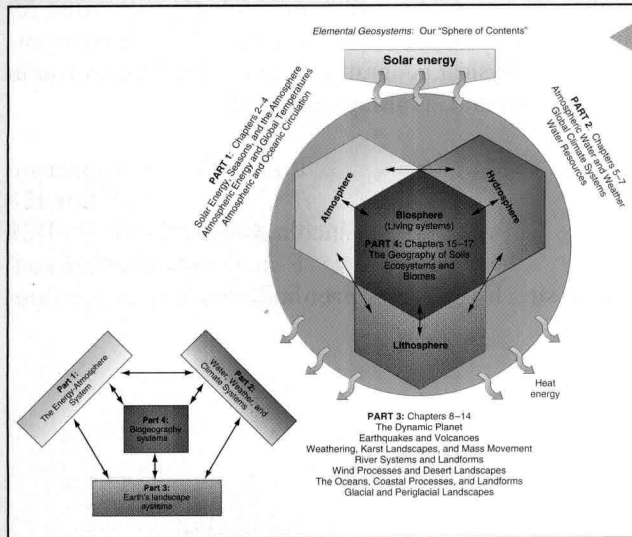 Elemental Geosystems: Our "Sphere of Contents"
Solar energy
PART 1: Chapters 2–4
Solar Energy, Seasons, and the Atmosphere
Atmospheric Energy and Global Temperatures
Atmospheric and Oceanic Circulation
PART 2: Chapters 5–7
Atmospheric Water and Weather
Global Climate Systems
Water Resources
Atmosphere
Hydrosphere
Biosphere
(Living systems)
PART 4: Chapters 15–17
The Geography of Soils
Ecosystems and
Biomes
Lithosphere
Heat
energy
PART 3: Chapters 8–14
The Dynamic Planet
Earthquakes and Volcanoes
Weathering, Karst Landscapes, and Mass Movement
River Systems and Landforms
Wind Processes and Desert Landscapes
The Oceans, Coastal Processes, and Landforms
Glacial and Periglacial Landscapes
Part 1:
The Energy-Atmosphere
System
Part 2:
Water, Weather, and
Climate Systems
Part 4:
Biogeography
systems
Part 3:
Earth's landscape
systems